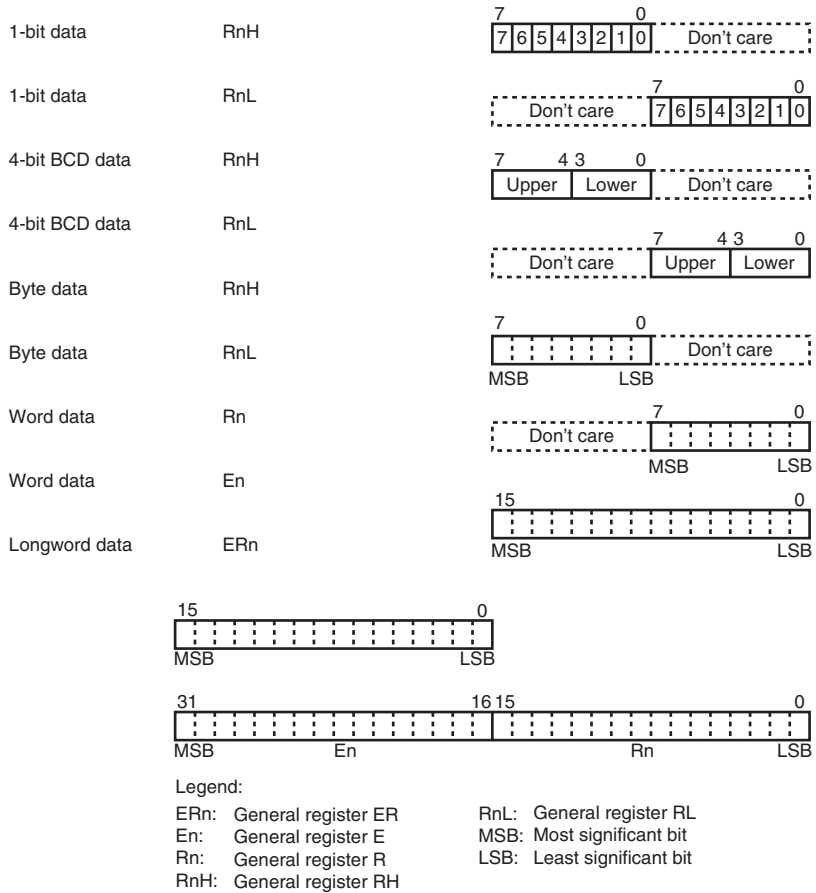 7 0
1-bit data RnH 7 6 5 4 3 2 1 0 Don't care
7 0
1-bit data RnL Don't care 7 6 5 4 3 2 1 0
4-bit BCD data RnH 7 4 3 0
Upper Lower Don't care
4-bit BCD data RnL
7 4 3 0
Don't care Upper Lower
Byte data RnH
7 0
Byte data RnL Don't care
MSB LSB
7 0
Word data Rn
Don't care
MSB LSB
Word data En
15 0
Longword data ERn MSB LSB
15 0
MSB LSB
31 16 15 0
MSB En Rn LSB
Legend:
ERn: General register ER RnL: General register RL
En: General register E MSB: Most significant bit
Rn: General register R LSB: Least significant bit
RnH: General register RH